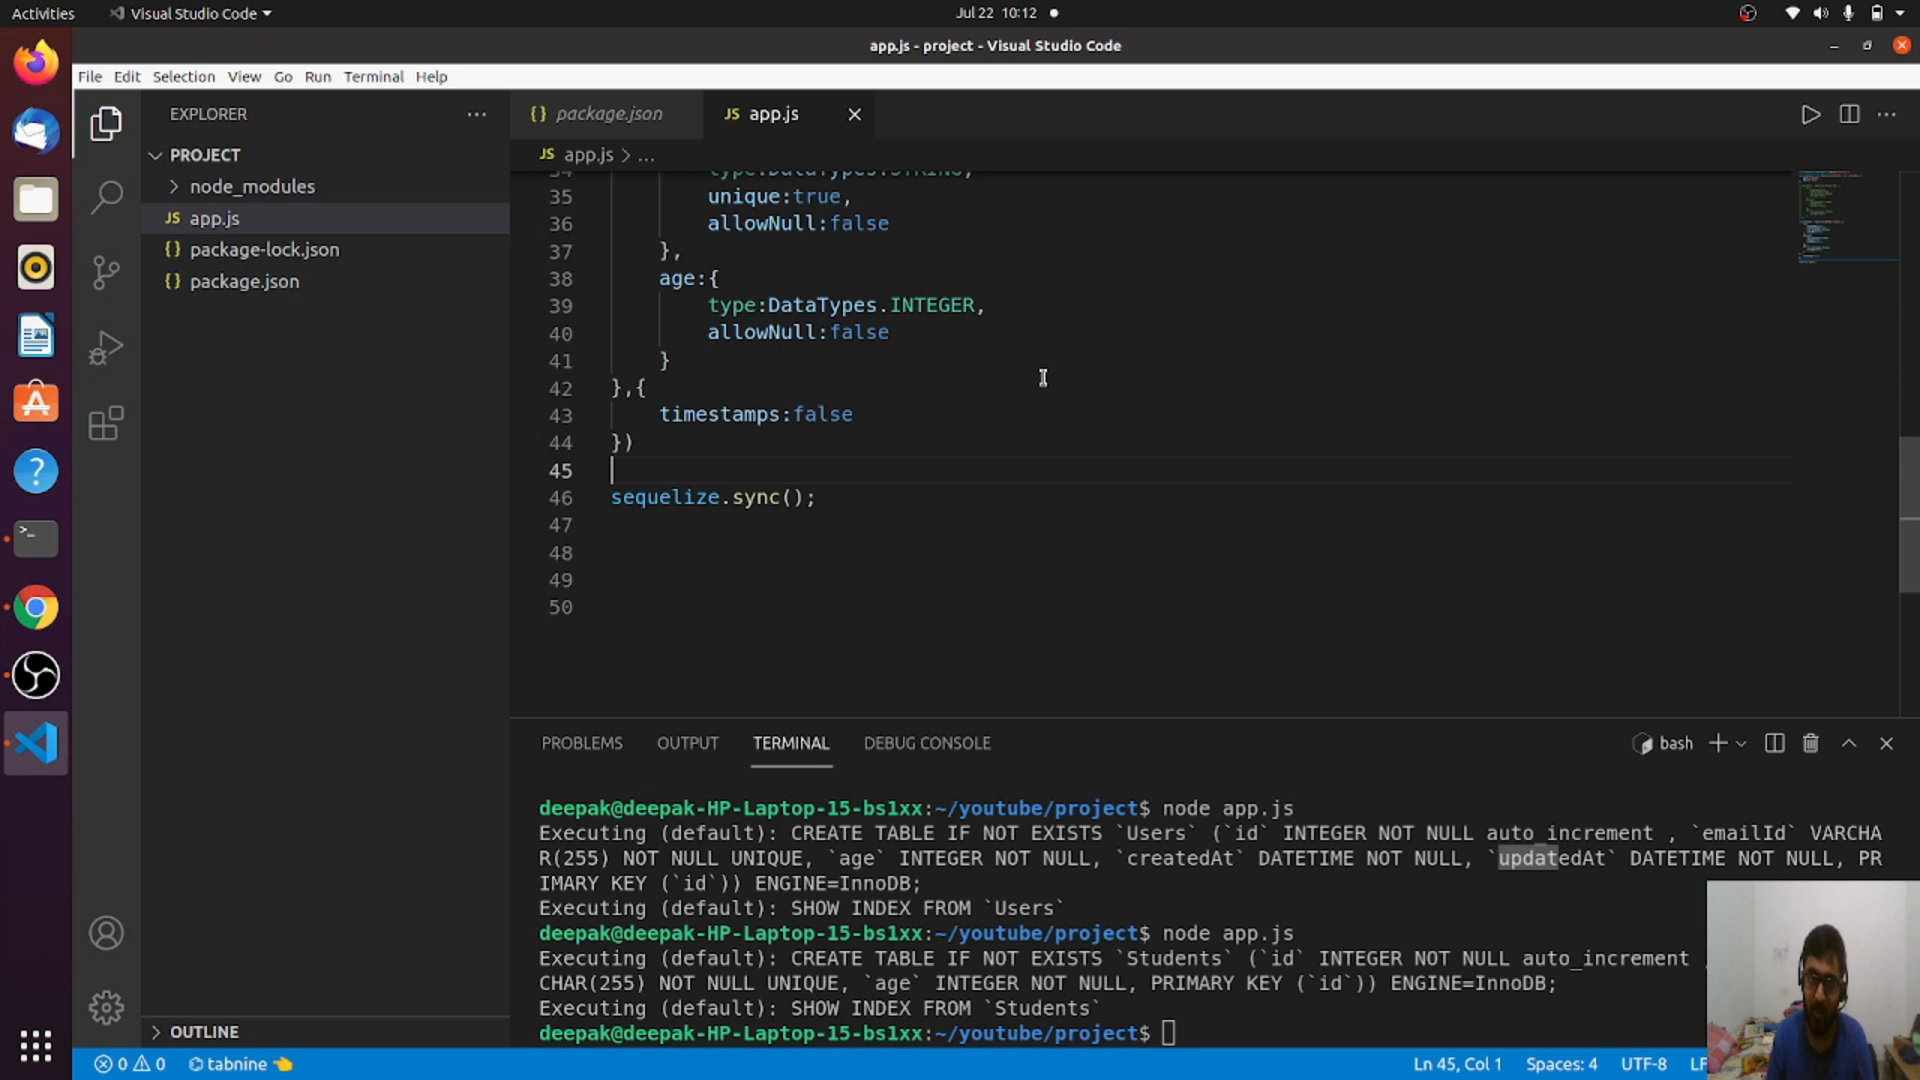 Activities
Visual Studio Code
Jul 22 10:12
app.js - project - Visual Studio Code
File Edit Selection View Go Run Terminal Help
EXPLORER
PROJECT
node_modules
JS app.js
{} package-lock.json
{} package.json
{} package.json
JS app.js
JS app.js > ...
34 type:DataTypes.STRING,
35 unique:true,
36 allowNull:false
37 },
38 age:{
39 type:DataTypes.INTEGER,
40 allowNull:false
41 }
42 },{
43 timestamps:false
44 })
45
46 sequelize.sync();
47
48
49
50
PROBLEMS OUTPUT TERMINAL DEBUG CONSOLE
bash
deepak@deepak-HP-Laptop-15-bs1xx:~/youtube/project$ node app.js
Executing (default): CREATE TABLE IF NOT EXISTS `Users` (`id` INTEGER NOT NULL auto_increment , `emailId` VARCHA
R(255) NOT NULL UNIQUE, `age` INTEGER NOT NULL, `createdAt` DATETIME NOT NULL, `updatedAt` DATETIME NOT NULL, PR
IMARY KEY (`id`)) ENGINE=InnoDB;
Executing (default): SHOW INDEX FROM `Users`
deepak@deepak-HP-Laptop-15-bs1xx:~/youtube/project$ node app.js
Executing (default): CREATE TABLE IF NOT EXISTS `Students` (`id` INTEGER NOT NULL auto_increment
CHAR(255) NOT NULL UNIQUE, `age` INTEGER NOT NULL, PRIMARY KEY (`id`)) ENGINE=InnoDB;
Executing (default): SHOW INDEX FROM `Students`
deepak@deepak-HP-Laptop-15-bs1xx:~/youtube/project$
OUTLINE
0 0 tabnine
Ln 45, Col 1 Spaces: 4 UTF-8 LF